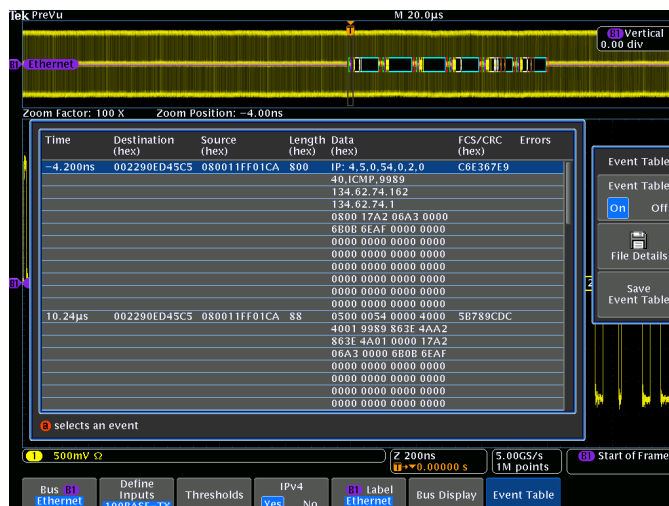 Tek PreVu M 20.0µs
B1 Vertical
0.00 div
T
B1 Ethernet
Zoom Factor: 100 X Zoom Position: −4.00ns
Time Destination (hex) Source (hex) Length (hex) Data (hex) FCS/CRC (hex) Errors
−4.200ns 002290ED45C5 080011FF01CA 800 IP: 4,5,0,54,0,2,0 C6E367E9
40,ICMP,9989
134.62.74.162
134.62.74.1
0800 17A2 06A3 0000
6B0B 6EAF 0000 0000
0000 0000 0000 0000
0000 0000 0000 0000
0000 0000 0000 0000
0000 0000 0000 0000
0000 0000 0000 0000
0000 0000 0000 0000
10.24µs 002290ED45C5 080011FF01CA 88 0500 0054 0000 4000 5B789CDC
4001 9989 863E 4AA2
863E 4A01 0000 17A2
06A3 0000 6B0B 6EAF
0000 0000 0000 0000
0000 0000 0000 0000
0000 0000 0000 0000
0000 0000 0000 0000
a selects an event
Event Table
Event Table
On Off
File Details
Save
Event Table
B1
Z
1 500mV Ω
Z 200ns
T 0.00000 s
5.00GS/s
1M points
B1 Start of Frame
Bus B1
Ethernet
Define
Inputs
100BASE-TX
Thresholds
IPv4
Yes No
B1 Label
Ethernet
Bus Display
Event Table